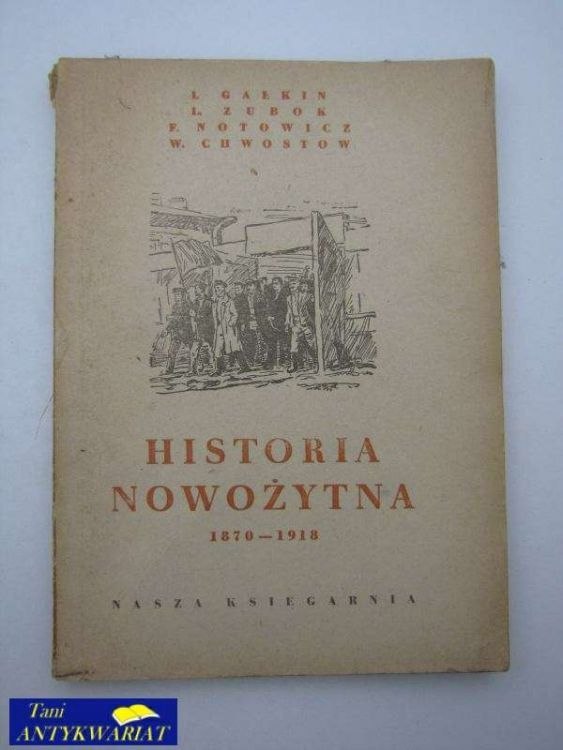 I. GAŁKIN
L. ZUBOK
F. NOTOWICZ
W. CHWOSTOW
HISTORIA
NOWOŻYTNA
1870—1918
NASZA KSIĘGARNIA
Tani
ANTYKWARIAT